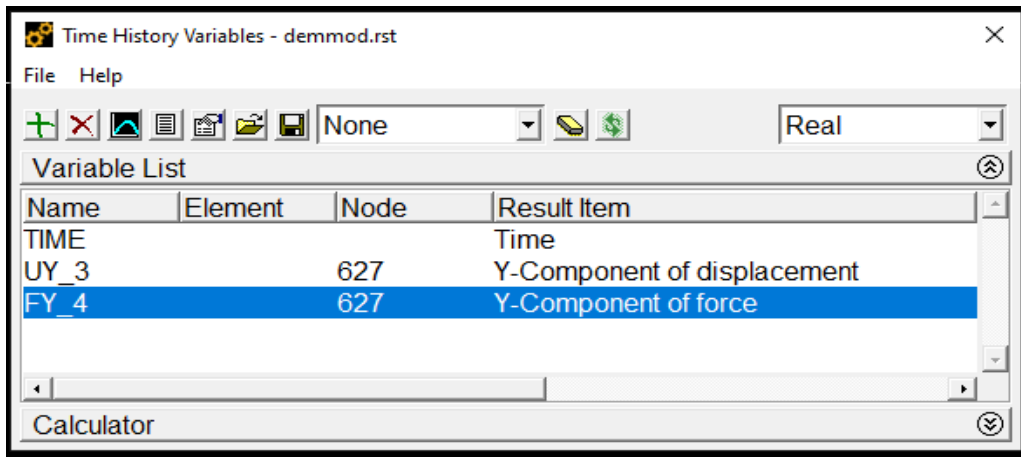 Time History Variables - demmod.rst
File Help
None Real
Variable List
Name Element Node Result Item
TIME Time
UY_3 627 Y-Component of displacement
FY_4 627 Y-Component of force
Calculator